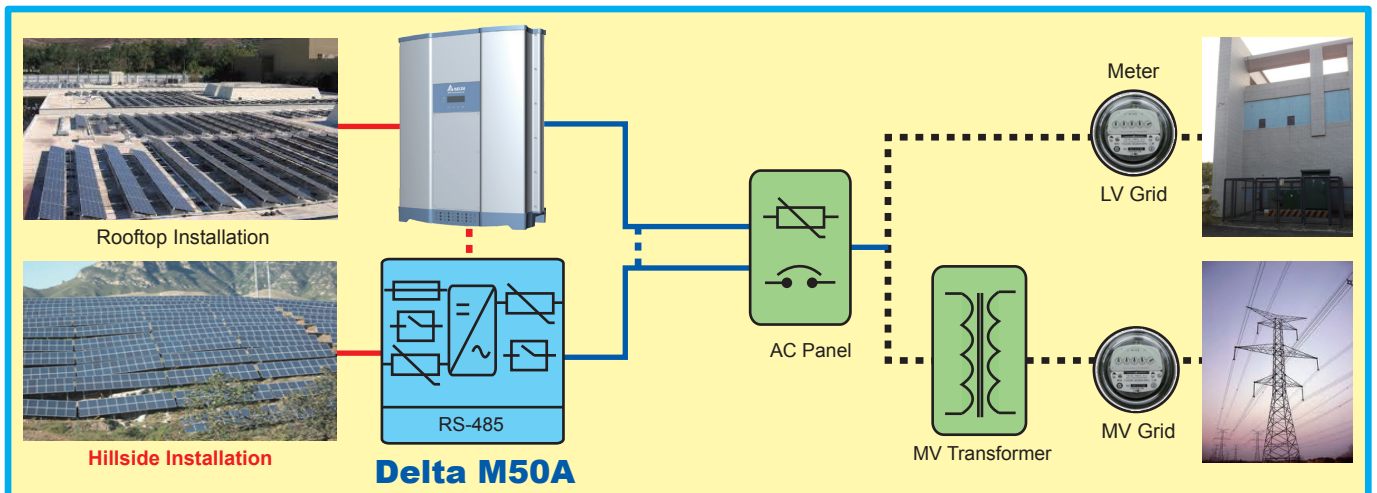 Rooftop Installation
Hillside Installation
RS-485
Delta M50A
AC Panel
Meter
LV Grid
MV Transformer
MV Grid